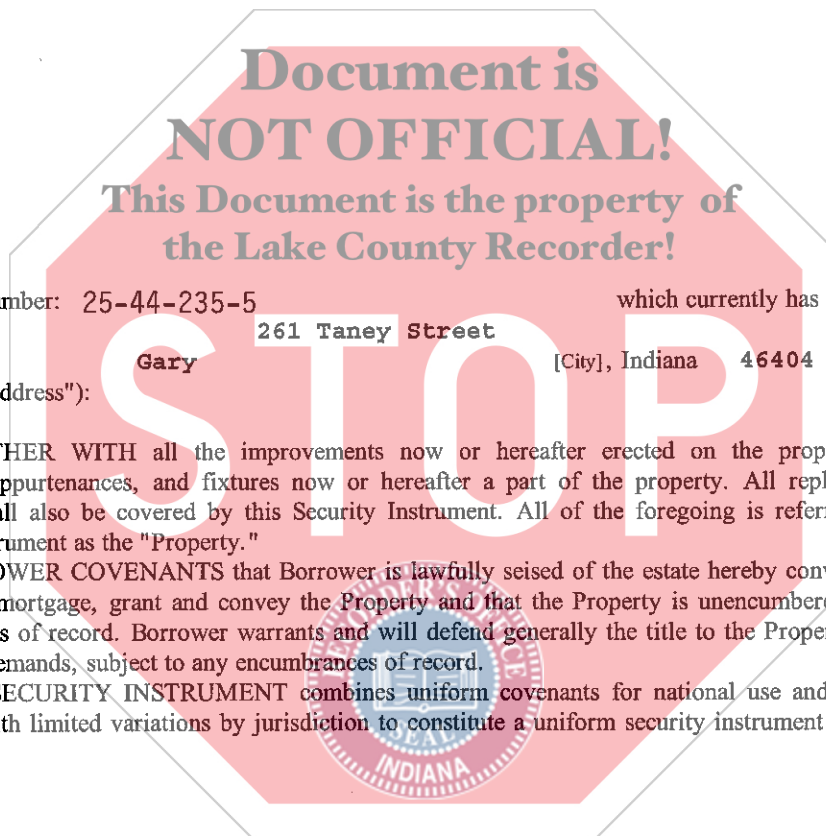 Document is
NOT OFFICIAL!
This Document is the property of
the Lake County Recorder!
STOP
mber: 25-44-235-5 which currently has
261 Taney Street
Gary [City], Indiana 46404
ddress"):
THER WITH all the improvements now or hereafter erected on the prop
ppurtenances, and fixtures now or hereafter a part of the property. All repl
all also be covered by this Security Instrument. All of the foregoing is referr
rument as the "Property."
OWER COVENANTS that Borrower is lawfully seised of the estate hereby conv
mortgage, grant and convey the Property and that the Property is unencumbere
s of record. Borrower warrants and will defend generally the title to the Proper
emands, subject to any encumbrances of record.
SECURITY INSTRUMENT combines uniform covenants for national use and
th limited variations by jurisdiction to constitute a uniform security instrument
RECORDER'S OFFICE
SEAL
INDIANA